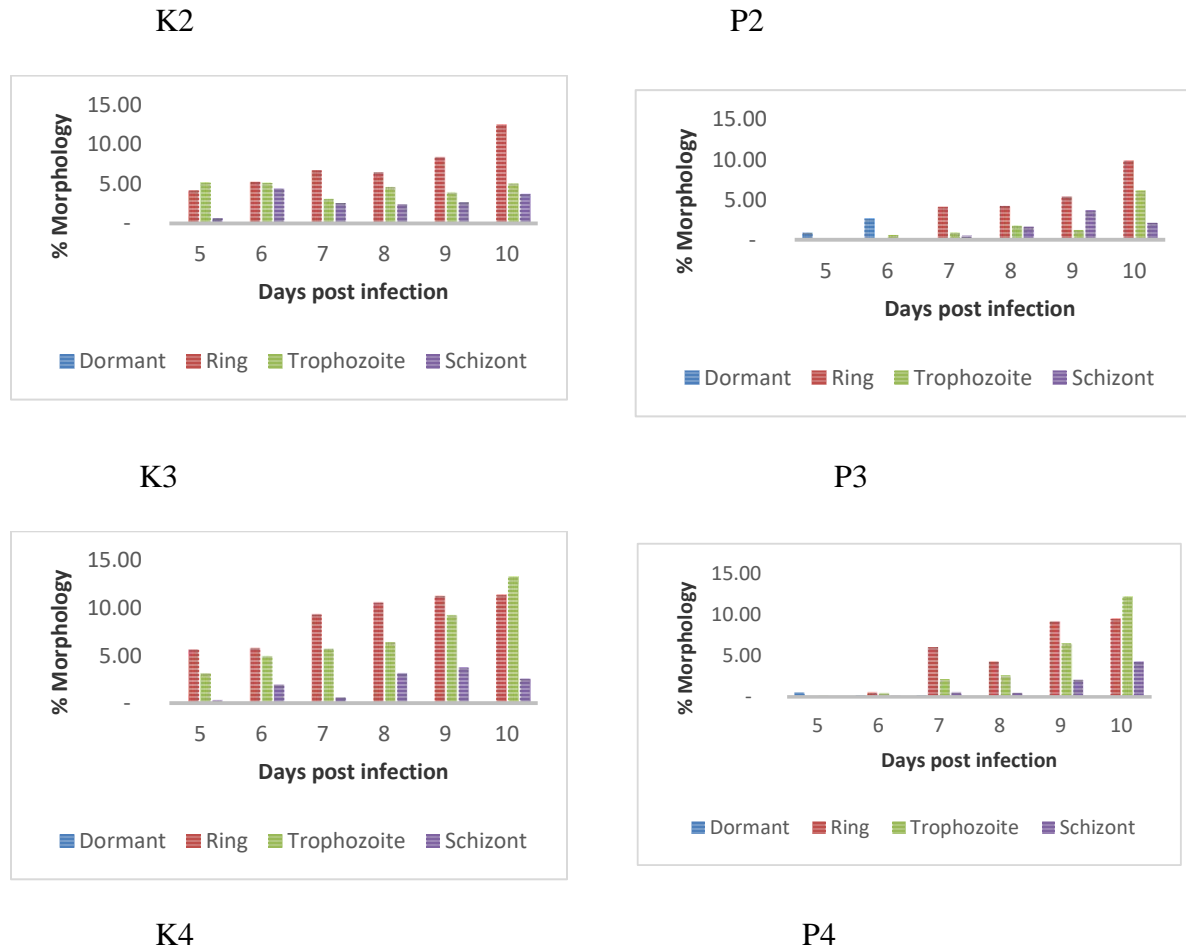 K2
P2
% Morphology
15.00
10.00
5.00
-
5 6 7 8 9 10
Days post infection
Dormant Ring Trophozoite Schizont
% Morphology
15.00
10.00
5.00
-
5 6 7 8 9 10
Days post infection
Dormant Ring Trophozoite Schizont
K3
P3
% Morphology
15.00
10.00
5.00
-
5 6 7 8 9 10
Days post infection
Dormant Ring Trophozoite Schizont
% Morphology
15.00
10.00
5.00
-
5 6 7 8 9 10
Days post infection
Dormant Ring Trophozoite Schizont
K4
P4